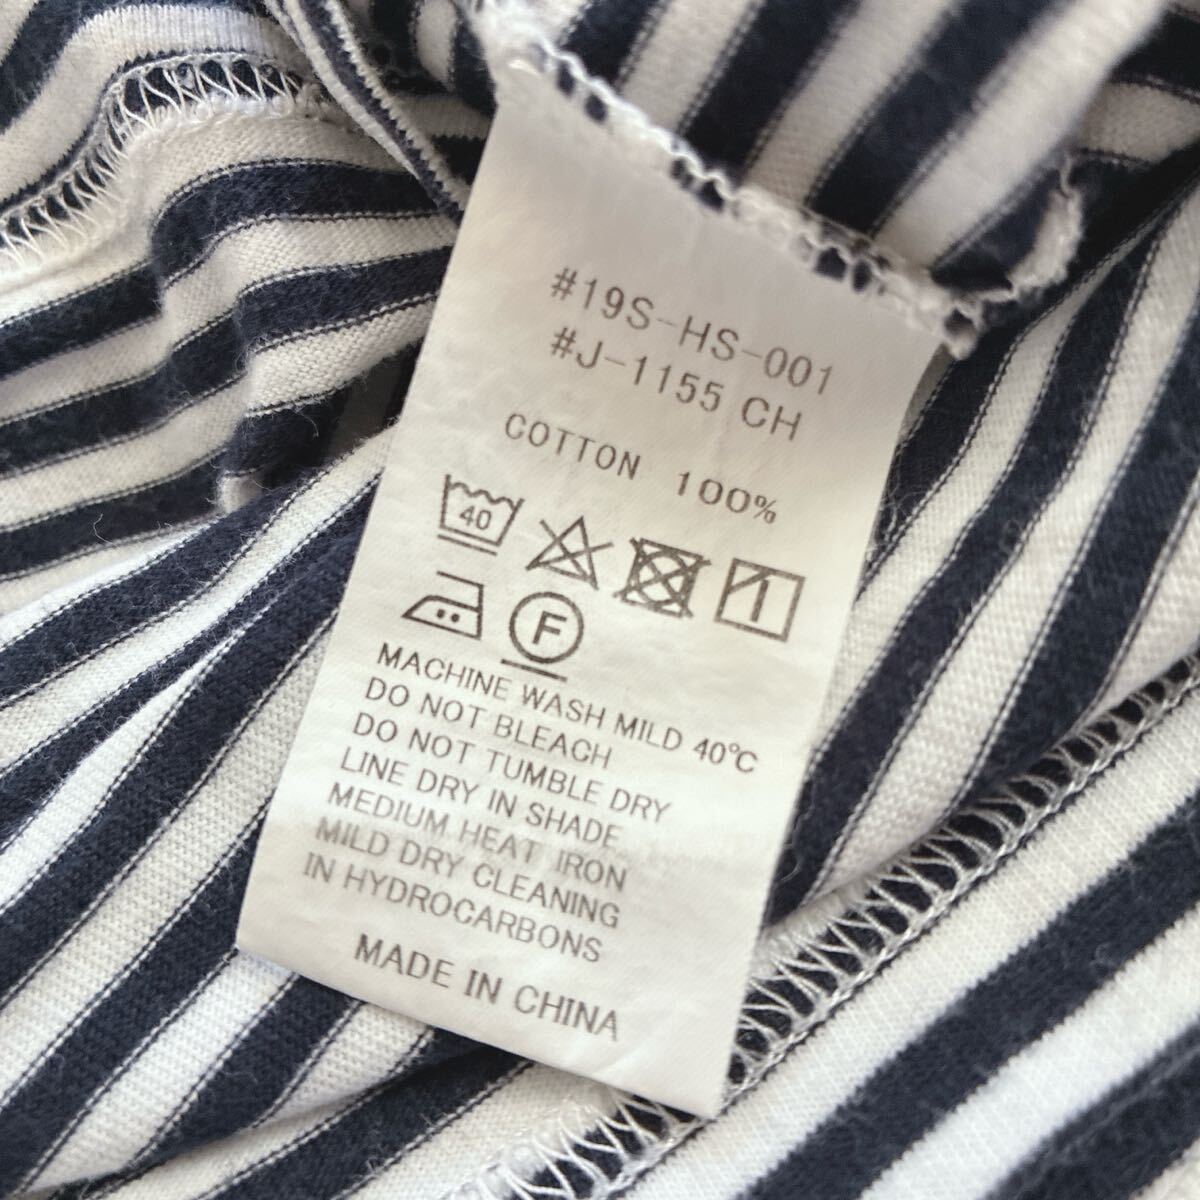 #19S-HS-001
#J-1155 CH
COTTON 100%
40
F
MACHINE WASH MILD 40℃
DO NOT BLEACH
DO NOT TUMBLE DRY
LINE DRY IN SHADE
MEDIUM HEAT IRON
MILD DRY CLEANING
IN HYDROCARBONS
MADE IN CHINA